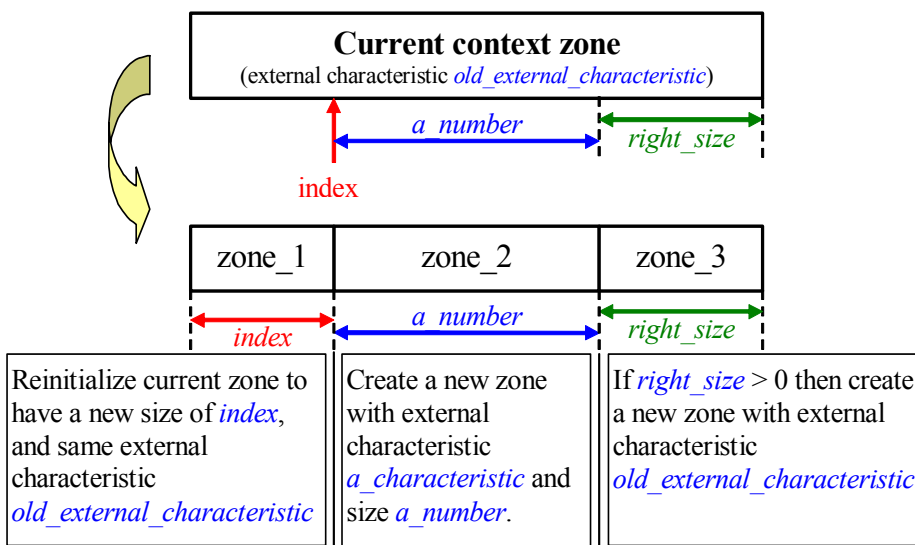 Current context zone
(external characteristic old_external_characteristic)
a_number
right_size
index
zone_1
zone_2
zone_3
index
a_number
right_size
Reinitialize current zone to
have a new size of index,
and same external
characteristic
old_external_characteristic
Create a new zone
with external
characteristic
a_characteristic and
size a_number.
If right_size > 0 then create
a new zone with external
characteristic
old_external_characteristic